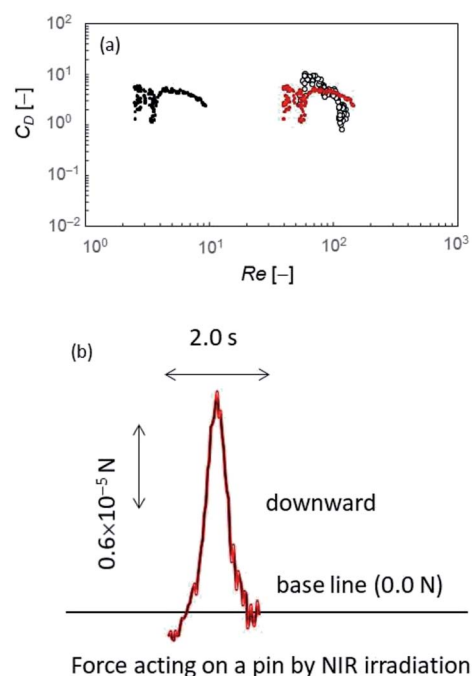 (a)
C_D [–]
10²
10¹
10⁰
10⁻¹
10⁻²
10⁰ 10¹ 10² 10³
Re [–]
(b)
2.0 s
0.6×10⁻⁵ N
downward
base line (0.0 N)
Force acting on a pin by NIR irradiation